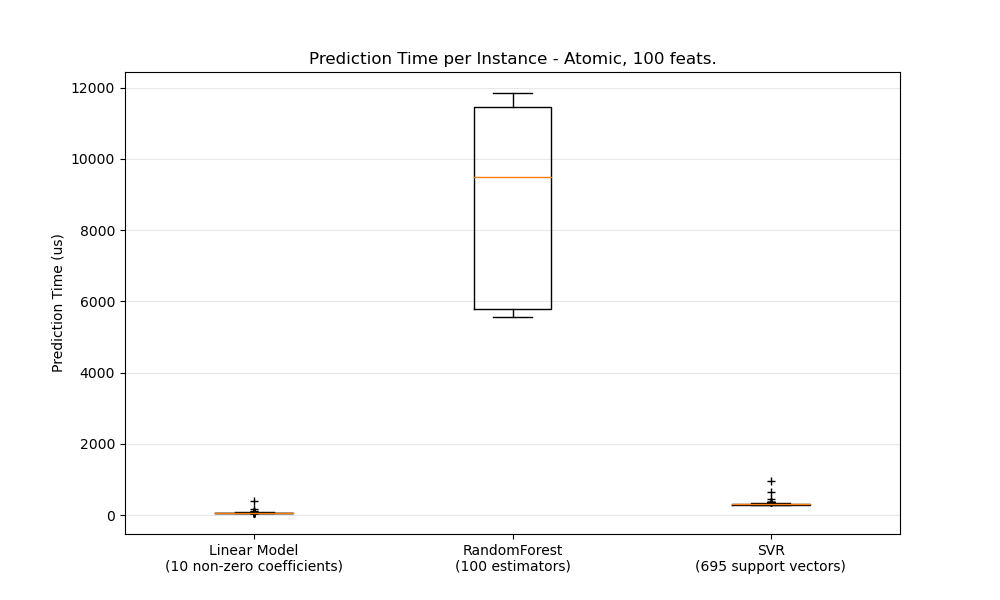 Prediction Time per Instance - Atomic, 100 feats.
Prediction Time (us)
12000
10000
8000
6000
4000
2000
0
Linear Model
(10 non-zero coefficients)
RandomForest
(100 estimators)
SVR
(695 support vectors)